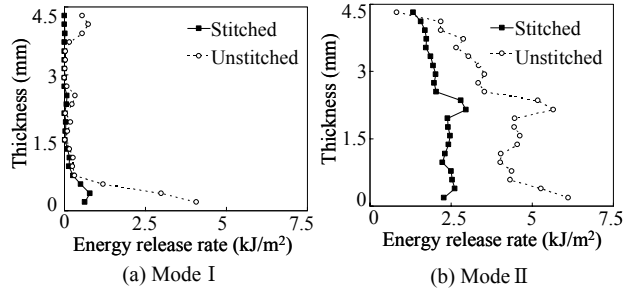 4.5
3
1.5
0
Thickness (mm)
Stitched
Unstitched
0 2.5 5 7.5
Energy release rate (kJ/m²)
(a) Mode Ⅰ
4.5
3
1.5
0
Thickness (mm)
Stitched
Unstitched
0 2.5 5 7.5
Energy release rate (kJ/m²)
(b) Mode Ⅱ